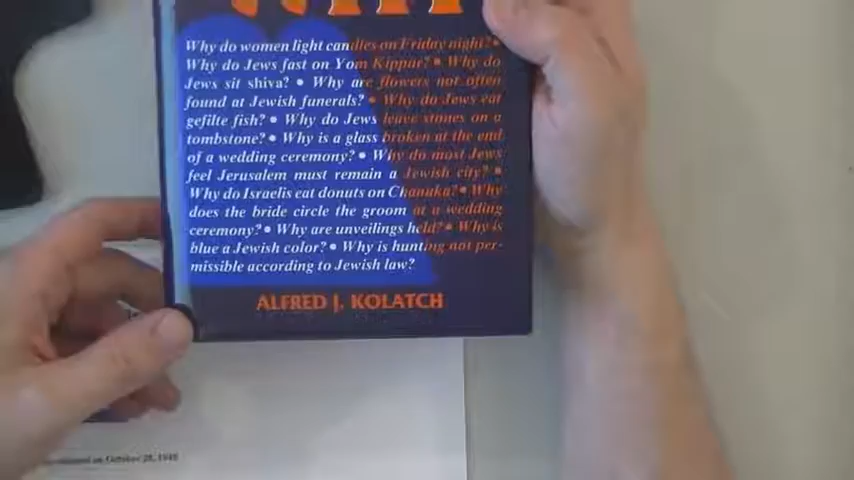 Why do women light candles on Friday night? •
Why do Jews fast on Yom Kippur? • Why do
Jews sit shiva? • Why are flowers not often
found at Jewish funerals? • Why do Jews eat
gefilte fish? • Why do Jews leave stones on a
tombstone? • Why is a glass broken at the end
of a wedding ceremony? • Why do most Jews
feel Jerusalem must remain a Jewish city? •
Why do Israelis eat donuts on Chanuka? • Why
does the bride circle the groom at a wedding
ceremony? • Why are unveilings held? • Why is
blue a Jewish color? • Why is hunting not per-
missible according to Jewish law?
ALFRED J. KOLATCH
on October 28, 1949